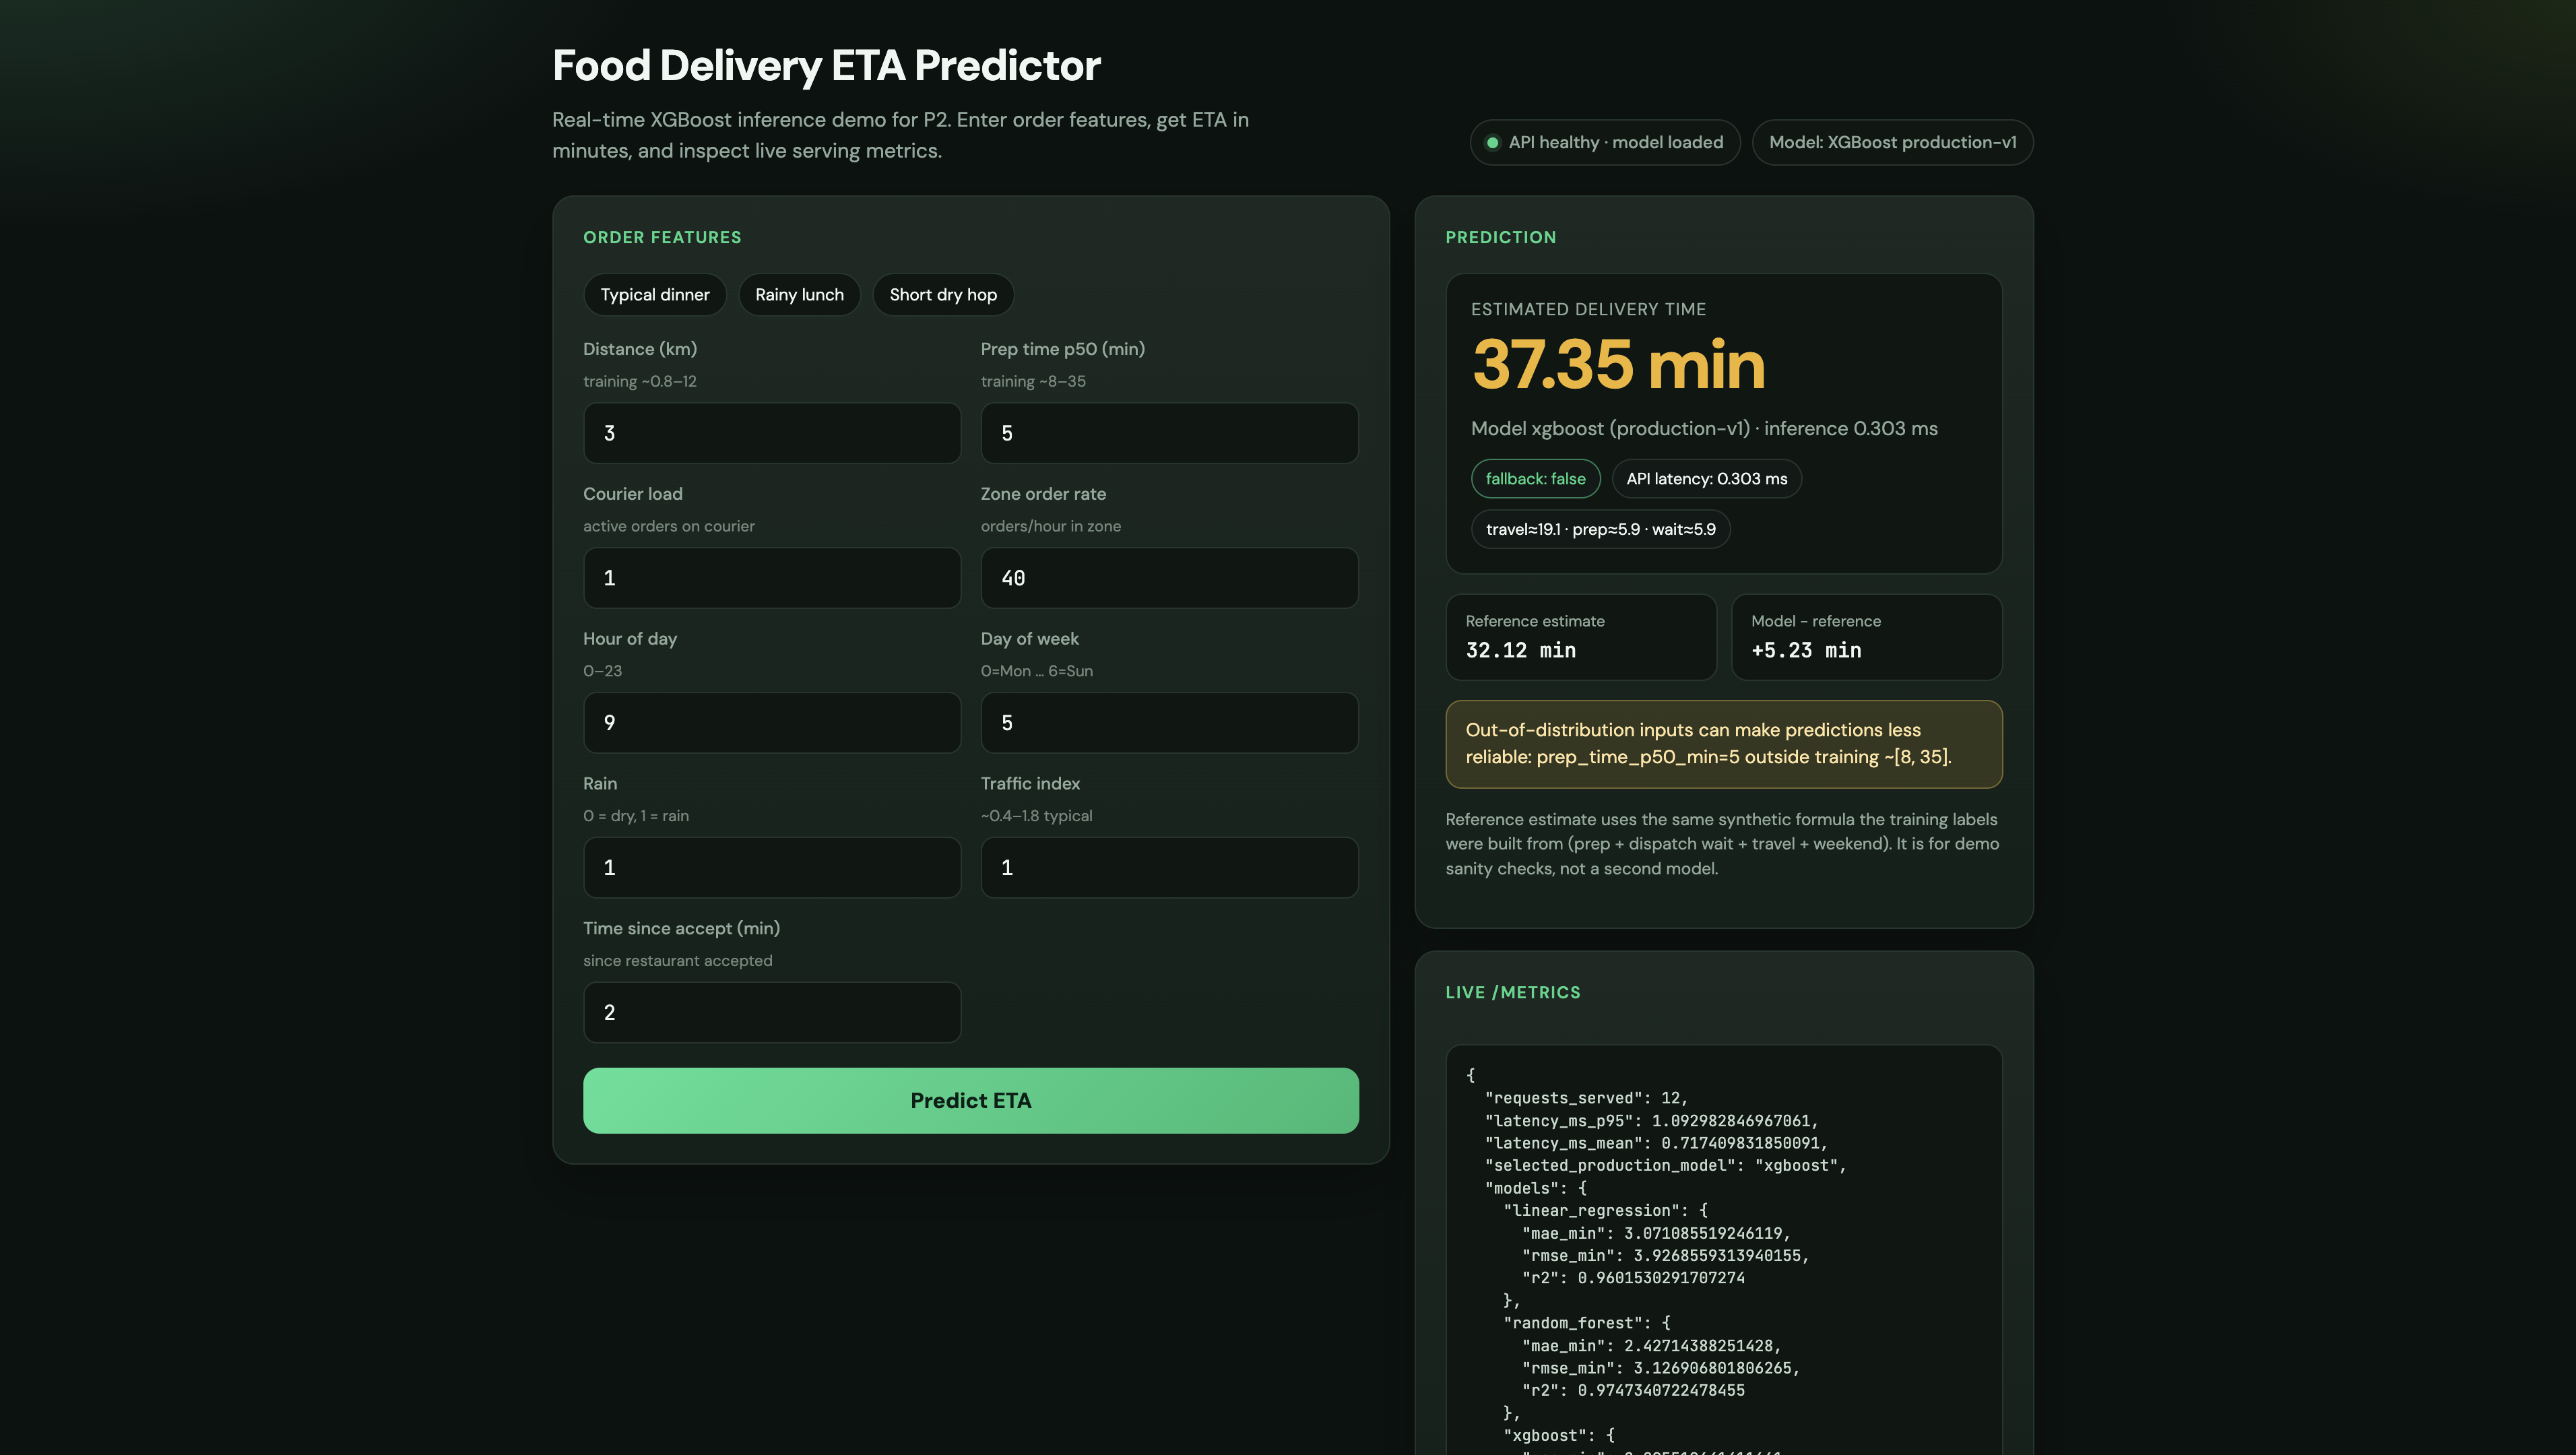 Food Delivery ETA Predictor
Real-time XGBoost inference demo for P2. Enter order features, get ETA in
minutes, and inspect live serving metrics.
API healthy · model loaded
Model: XGBoost production-v1
ORDER FEATURES
Typical dinner
Rainy lunch
Short dry hop
Distance (km)
training ~0.8–12
3
Prep time p50 (min)
training ~8–35
5
Courier load
active orders on courier
1
Zone order rate
orders/hour in zone
40
Hour of day
0–23
9
Day of week
0=Mon … 6=Sun
5
Rain
0 = dry, 1 = rain
1
Traffic index
~0.4–1.8 typical
1
Time since accept (min)
since restaurant accepted
2
Predict ETA
PREDICTION
ESTIMATED DELIVERY TIME
37.35 min
Model xgboost (production-v1) · inference 0.303 ms
fallback: false
API latency: 0.303 ms
travel≈19.1 · prep≈5.9 · wait≈5.9
Reference estimate
32.12 min
Model − reference
+5.23 min
Out-of-distribution inputs can make predictions less
reliable: prep_time_p50_min=5 outside training ~[8, 35].
Reference estimate uses the same synthetic formula the training labels
were built from (prep + dispatch wait + travel + weekend). It is for demo
sanity checks, not a second model.
LIVE /METRICS
{
"requests_served": 12,
"latency_ms_p95": 1.092982846967061,
"latency_ms_mean": 0.717409831850091,
"selected_production_model": "xgboost",
"models": {
"linear_regression": {
"mae_min": 3.071085519246119,
"rmse_min": 3.9268559313940155,
"r2": 0.9601530291707274
},
"random_forest": {
"mae_min": 2.42714388251428,
"rmse_min": 3.126906801806265,
"r2": 0.9747340722478455
},
"xgboost": {